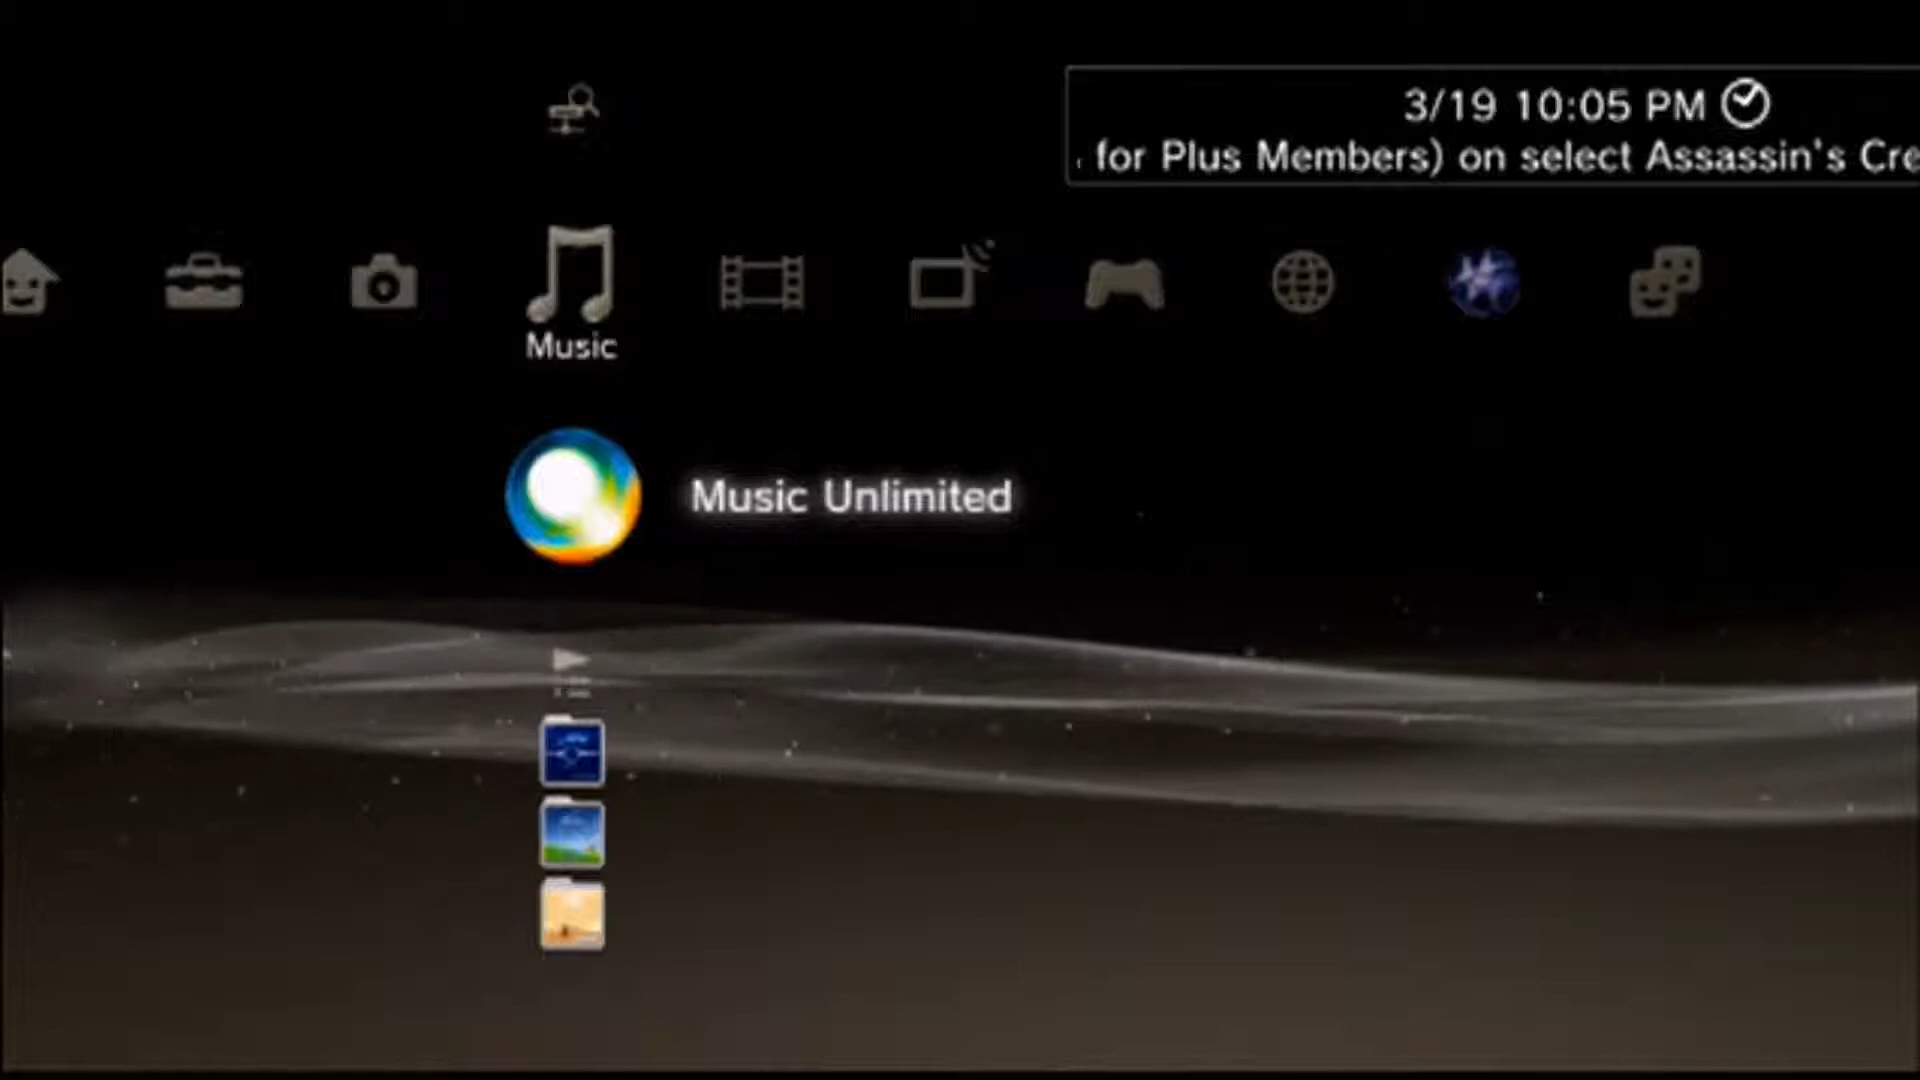 3/19 10:05 PM
for Plus Members) on select Assassin's Cre
Music
Music Unlimited